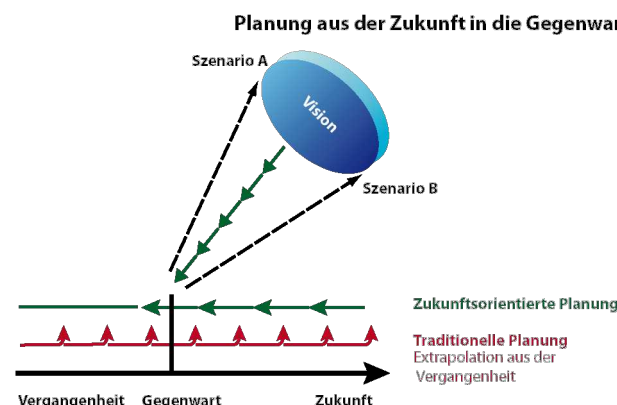 Planung aus der Zukunft in die Gegenwar
Szenario A
Vision
Szenario B
Zukunftsorientierte Planung
Traditionelle Planung
Extrapolation aus der
Vergangenheit
Vergangenheit Gegenwart Zukunft